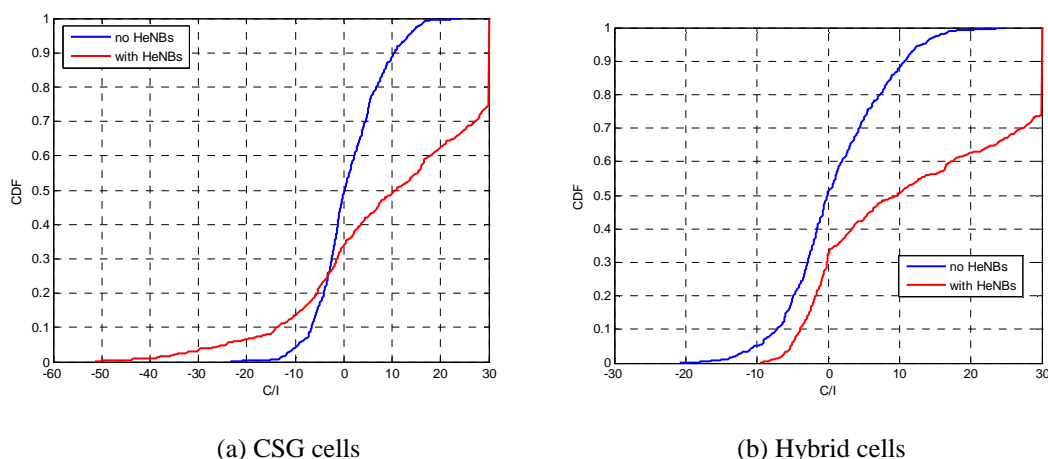 1
0.9
0.8
0.7
0.6
0.5
0.4
0.3
0.2
0.1
0
CDF
no HeNBs
with HeNBs
-60 -50 -40 -30 -20 -10 0 10 20 30
C/I
(a) CSG cells
1
0.9
0.8
0.7
0.6
0.5
0.4
0.3
0.2
0.1
0
CDF
no HeNBs
with HeNBs
-30 -20 -10 0 10 20 30
C/I
(b) Hybrid cells